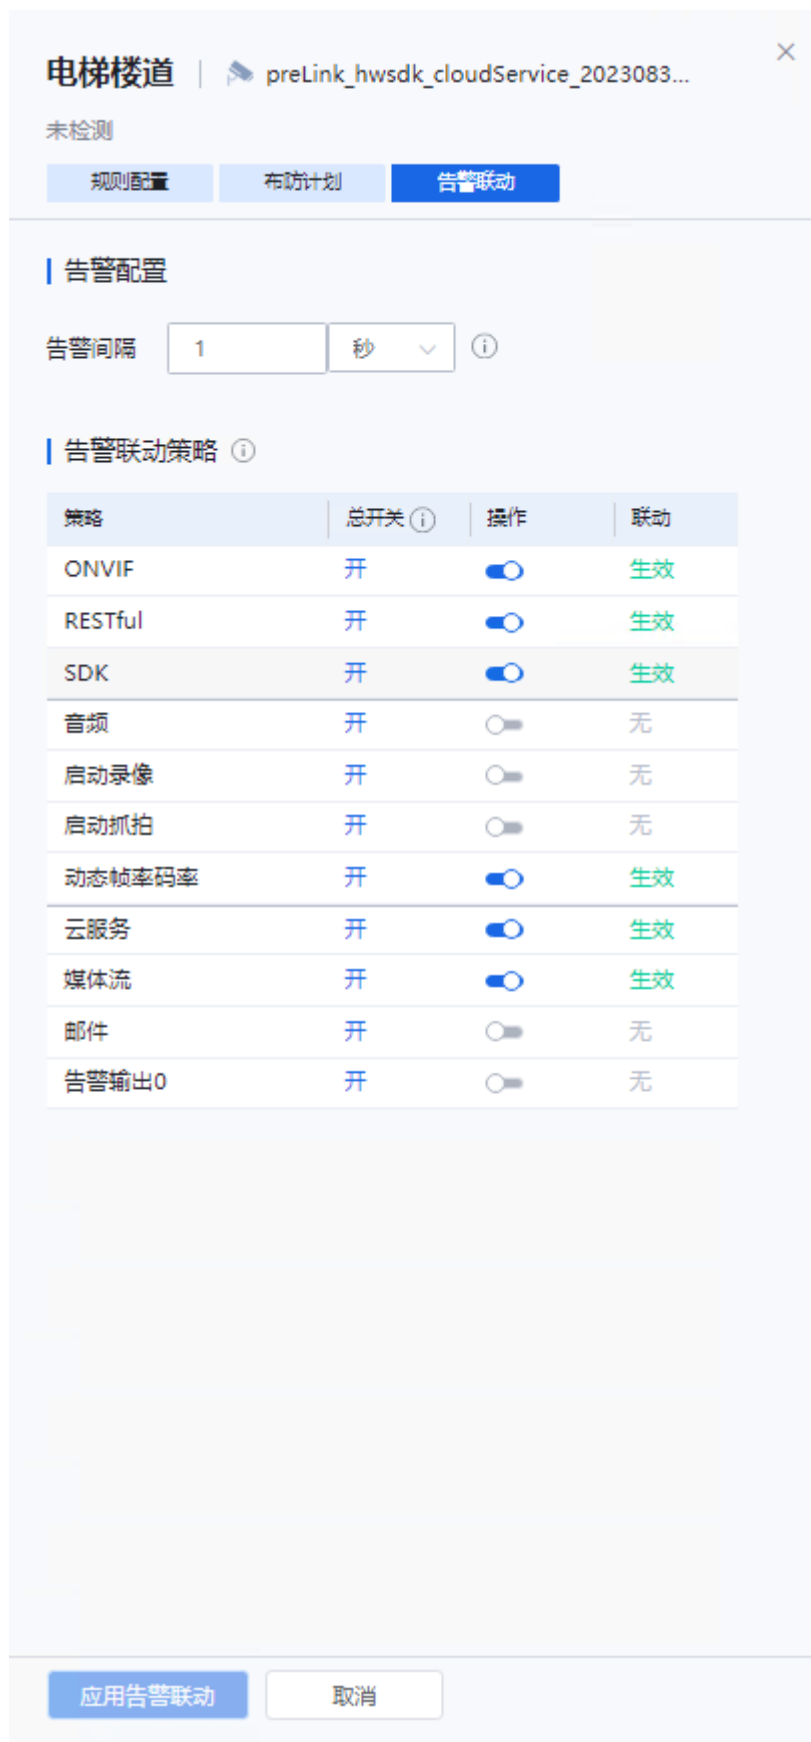 电梯楼道 preLink_hwsdk_cloudService_2023083...
未检测
规则配置 布防计划 告警联动
告警配置
告警间隔 1 秒
告警联动策略
策略 总开关 操作 联动
ONVIF 开 生效
RESTful 开 生效
SDK 开 生效
音频 开 无
启动录像 开 无
启动抓拍 开 无
动态帧率码率 开 生效
云服务 开 生效
媒体流 开 生效
邮件 开 无
告警输出0 开 无
应用告警联动 取消